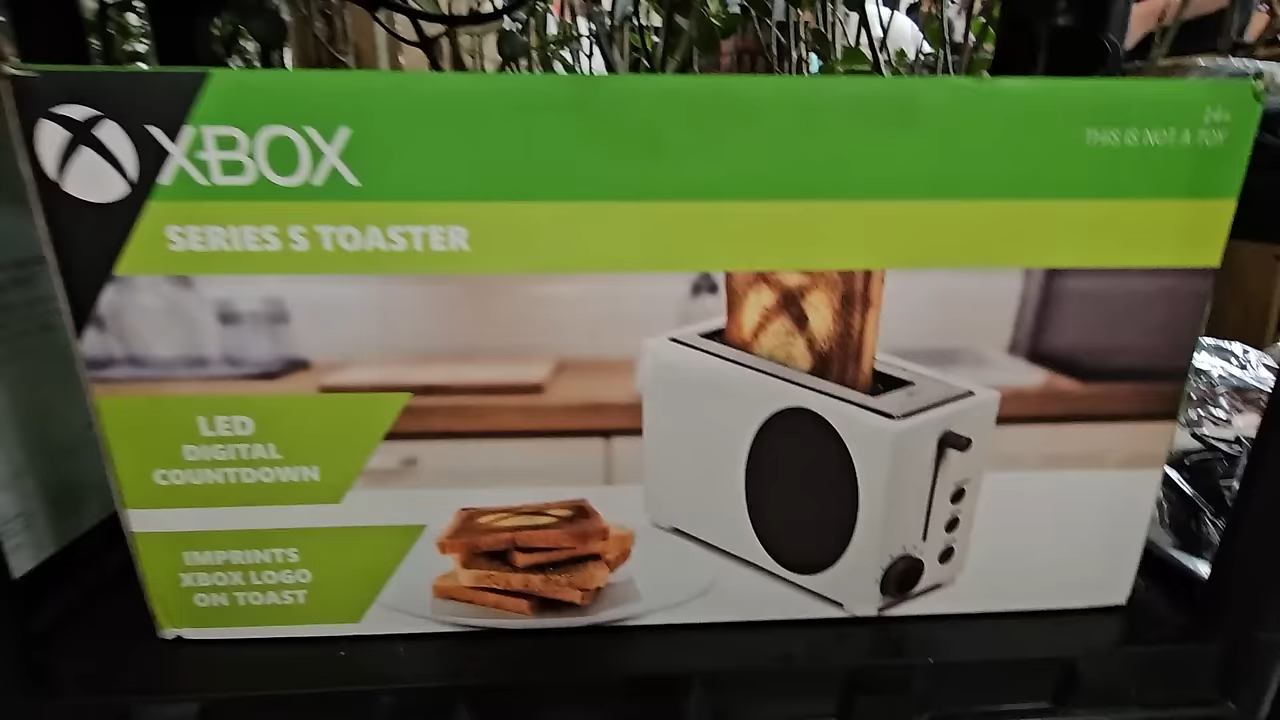 XBOX
14+
THIS IS NOT A TOY
SERIES S TOASTER
LED
DIGITAL
COUNTDOWN
IMPRINTS
XBOX LOGO
ON TOAST